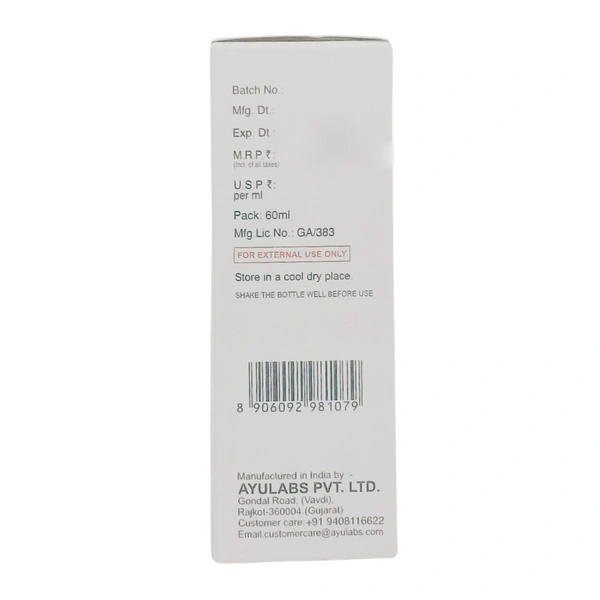 Batch No.:
Mfg. Dt.:
Exp. Dt.:
M.R.P. ₹:
(Incl. of all taxes)
U.S.P. ₹:
per ml
Pack: 60ml
Mfg Lic No.: GA/383
FOR EXTERNAL USE ONLY
Store in a cool dry place.
SHAKE THE BOTTLE WELL BEFORE USE
8 906092 981079
Manufactured in India by :-
AYULABS PVT. LTD.
Gondal Road, (Vavdi),
Rajkot-360004 (Gujarat)
Customer care:+91 9408116622
Email:customercare@ayulabs.com